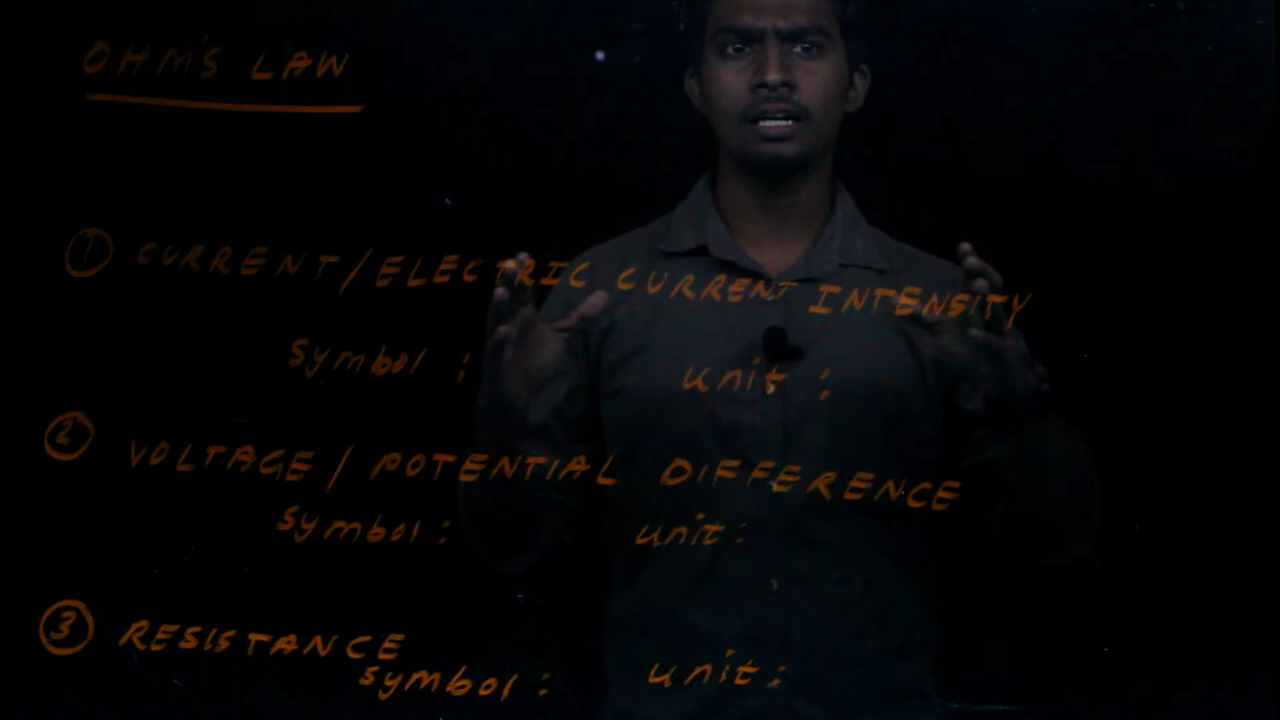 OHM'S LAW
① CURRENT/ELECTRIC CURRENT INTENSITY
symbol : unit :
② VOLTAGE / POTENTIAL DIFFERENCE
symbol : unit :
③ RESISTANCE
symbol : unit :